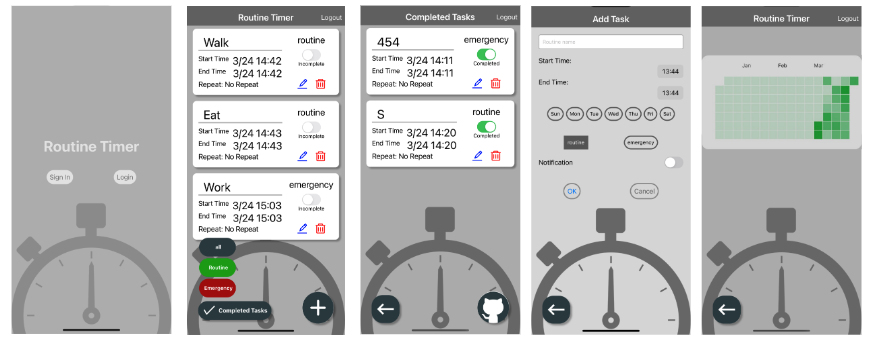 Routine Timer
Sign In
Login
Routine Timer
Logout
Walk
routine
Start Time 3/24 14:42
Incomplete
End Time 3/24 14:42
Repeat: No Repeat
Eat
routine
Start Time 3/24 14:43
Incomplete
End Time 3/24 14:43
Repeat: No Repeat
Work
emergency
Start Time 3/24 15:03
Incomplete
End Time 3/24 15:03
Repeat: No Repeat
all
Routine
Emergency
Completed Tasks
Completed Tasks
Logout
454
emergency
Start Time 3/24 14:11
Completed
End Time 3/24 14:11
Repeat: No Repeat
S
routine
Start Time 3/24 14:20
Completed
End Time 3/24 14:20
Repeat: No Repeat
Add Task
Routine name
Start Time:
13:44
End Time:
13:44
Sun Mon Tue Wed Thu Fri Sat
routine
emergency
Notification
OK
Cancel
Routine Timer
Logout
Jan Feb Mar